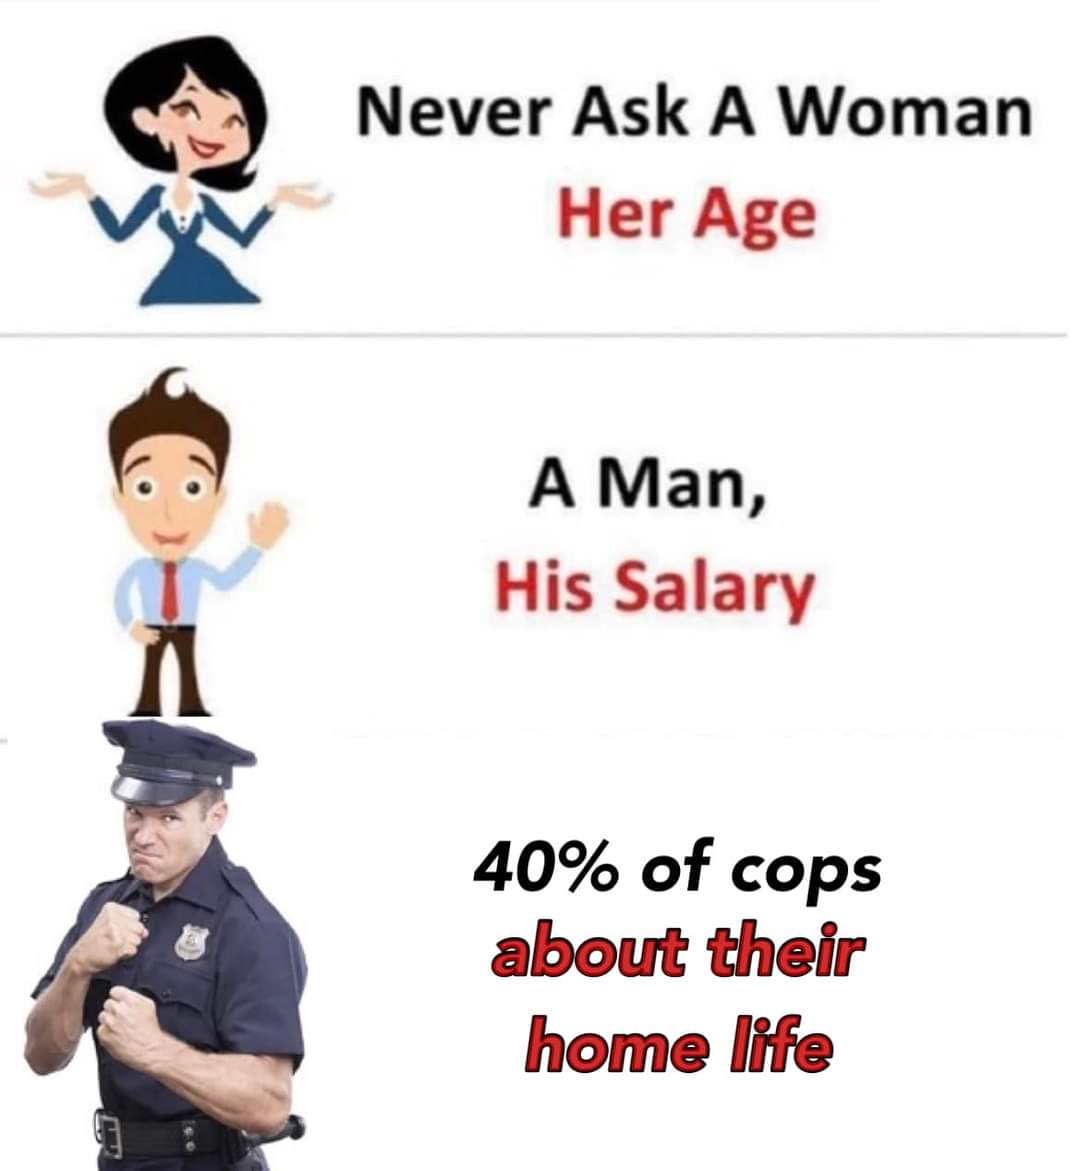 Never Ask A Woman
Her Age
A Man,
His Salary
40% of cops
about their
home life